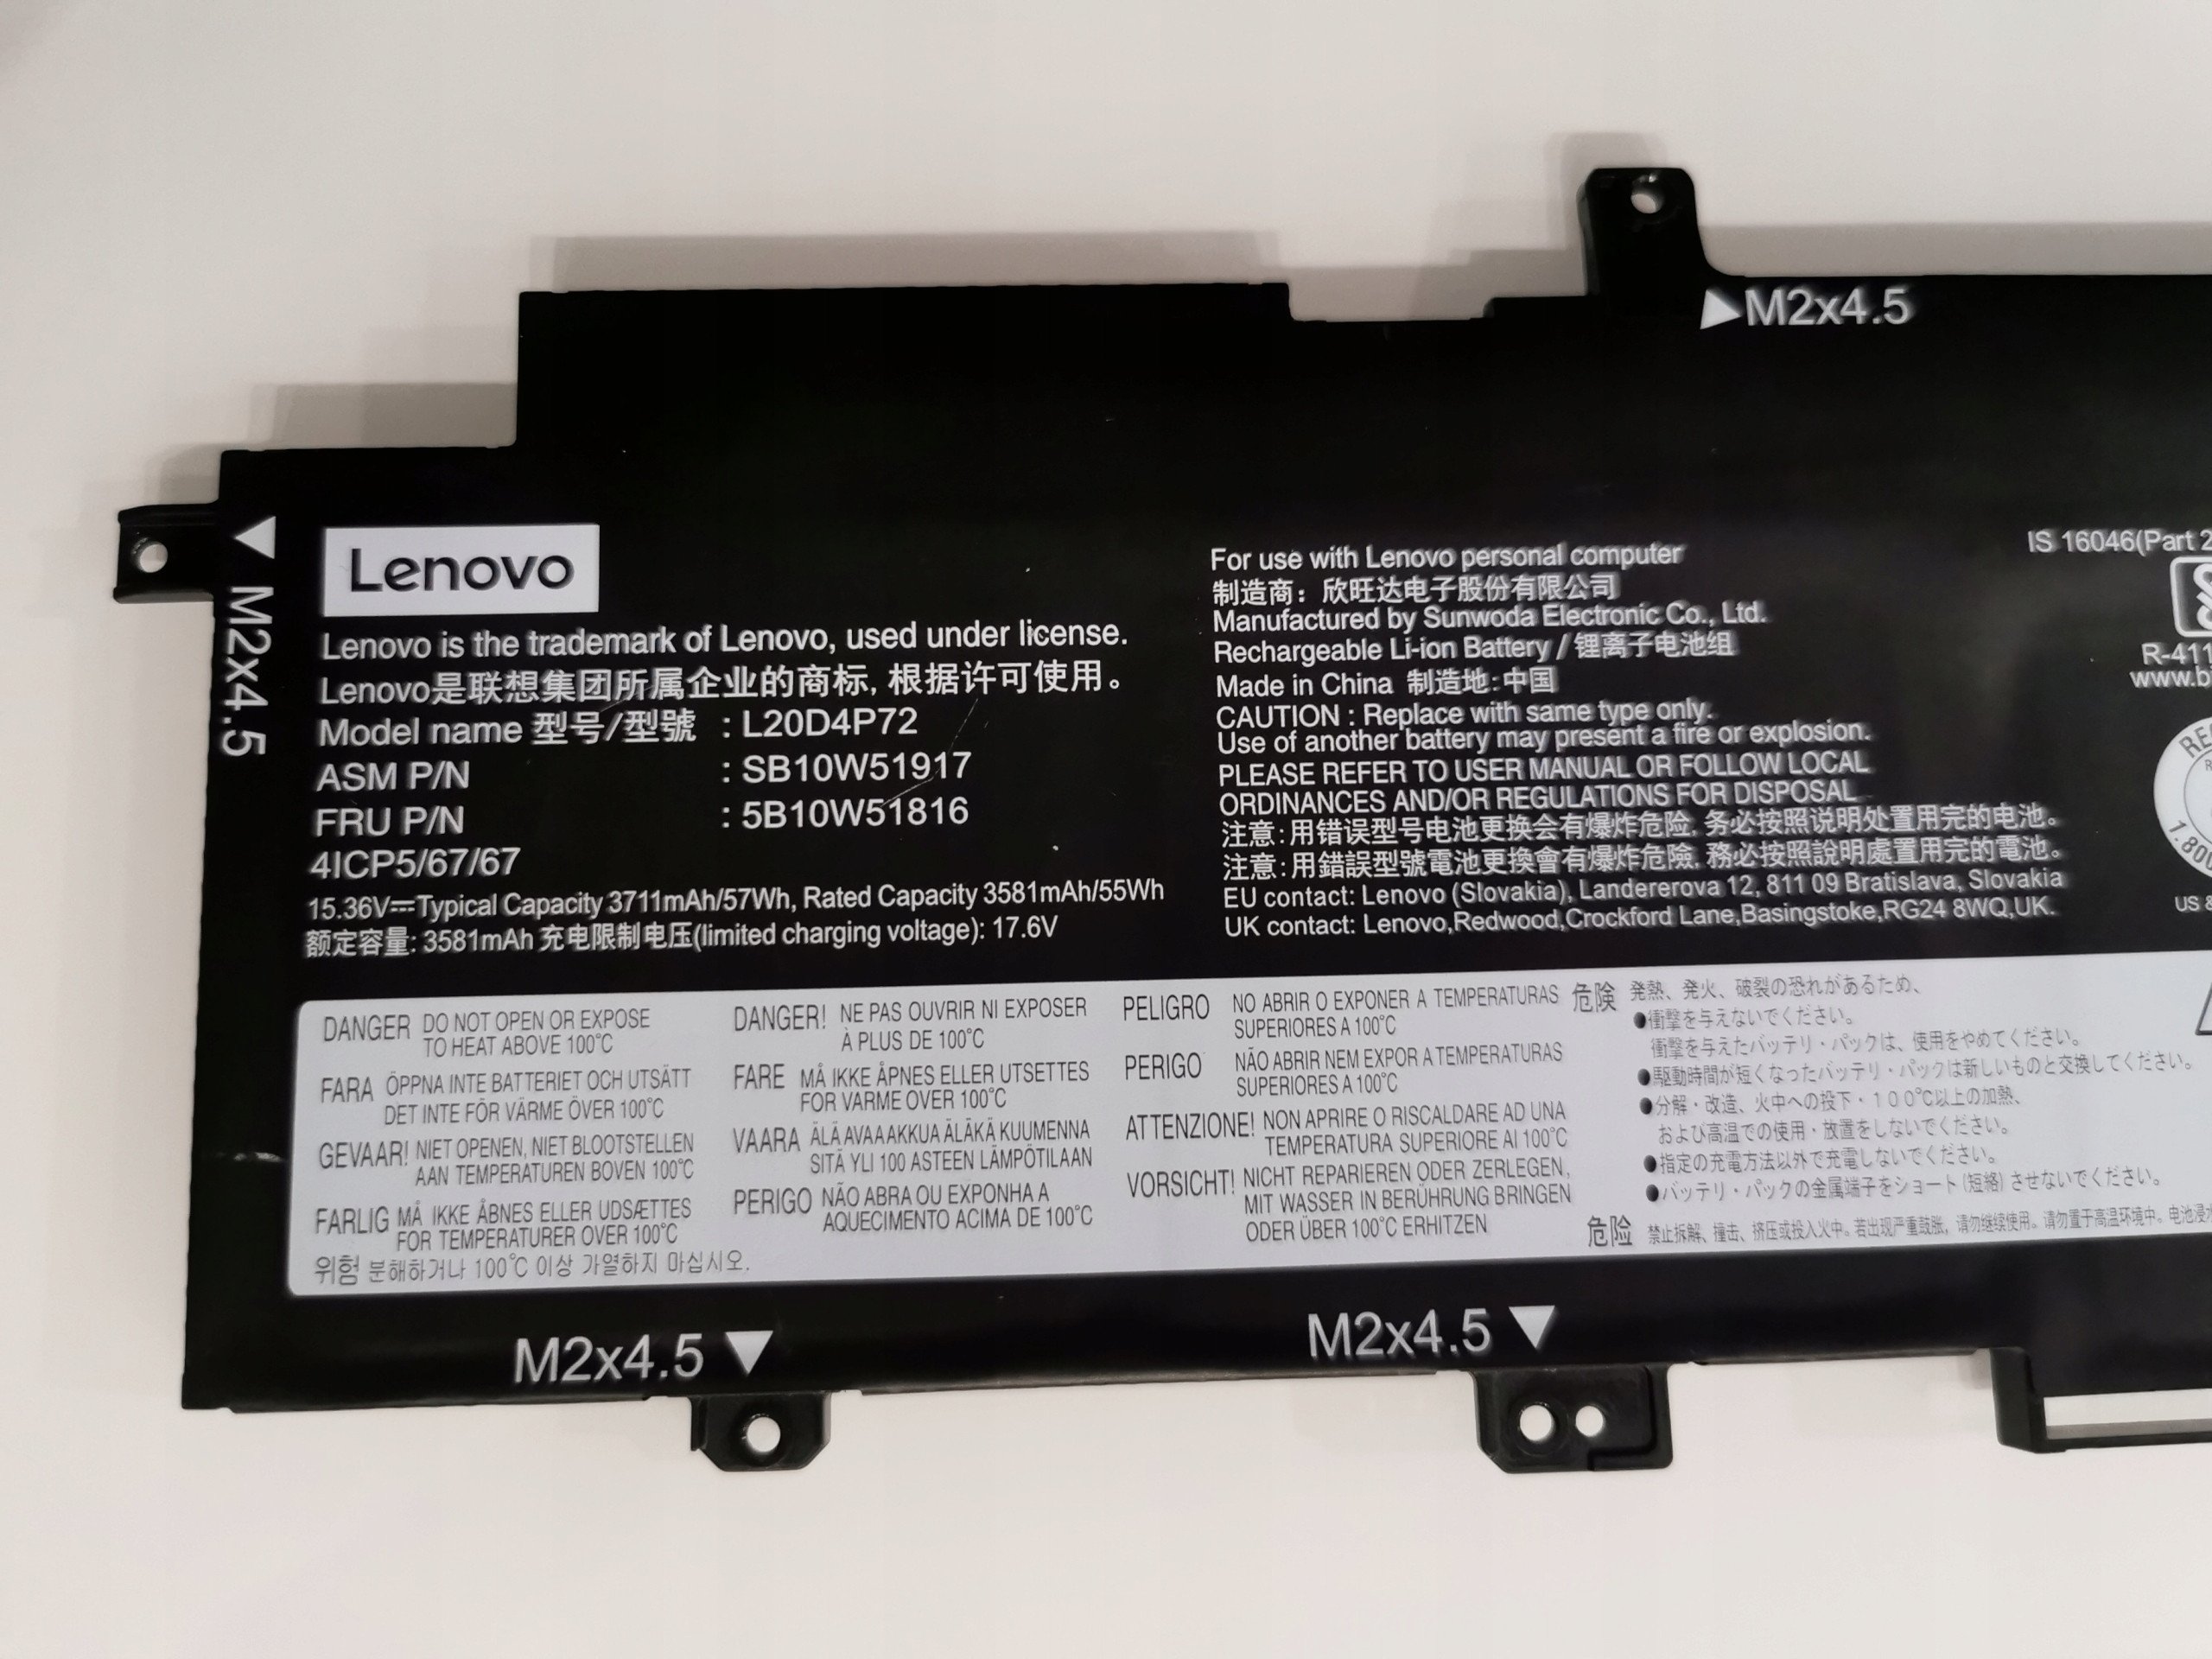 ▶M2x4.5
▼ M2x4.5
Lenovo
Lenovo is the trademark of Lenovo, used under license.
Lenovo是联想集团所属企业的商标, 根据许可使用。
Model name 型号/型號 : L20D4P72
ASM P/N : SB10W51917
FRU P/N : 5B10W51816
4ICP5/67/67
15.36V⎓Typical Capacity 3711mAh/57Wh, Rated Capacity 3581mAh/55Wh
额定容量: 3581mAh 充电限制电压(limited charging voltage): 17.6V
For use with Lenovo personal computer
制造商: 欣旺达电子股份有限公司
Manufactured by Sunwoda Electronic Co., Ltd.
Rechargeable Li-ion Battery / 锂离子电池组
Made in China 制造地:中国
CAUTION : Replace with same type only.
Use of another battery may present a fire or explosion.
PLEASE REFER TO USER MANUAL OR FOLLOW LOCAL
ORDINANCES AND/OR REGULATIONS FOR DISPOSAL
注意:用错误型号电池更换会有爆炸危险, 务必按照说明处置用完的电池。
注意:用錯誤型號電池更換會有爆炸危險, 務必按照說明處置用完的電池。
EU contact: Lenovo (Slovakia), Landererova 12, 811 09 Bratislava, Slovakia
UK contact: Lenovo,Redwood,Crockford Lane,Basingstoke,RG24 8WQ,UK.
IS 16046(Part 2
R-411
www.b
1.800
US &
DANGER DO NOT OPEN OR EXPOSE
TO HEAT ABOVE 100°C
FARA ÖPPNA INTE BATTERIET OCH UTSÄTT
DET INTE FÖR VÄRME ÖVER 100°C
GEVAAR! NIET OPENEN, NIET BLOOTSTELLEN
AAN TEMPERATUREN BOVEN 100°C
FARLIG MÅ IKKE ÅBNES ELLER UDSÆTTES
FOR TEMPERATURER OVER 100°C
위험 분해하거나 100°C 이상 가열하지 마십시오.
DANGER! NE PAS OUVRIR NI EXPOSER
À PLUS DE 100°C
FARE MÅ IKKE ÅPNES ELLER UTSETTES
FOR VARME OVER 100°C
VAARA ÄLÄ AVAA AKKUA ÄLÄKÄ KUUMENNA
SITÄ YLI 100 ASTEEN LÄMPÖTILAAN
PERIGO NÃO ABRA OU EXPONHA A
AQUECIMENTO ACIMA DE 100°C
PELIGRO NO ABRIR O EXPONER A TEMPERATURAS
SUPERIORES A 100°C
PERIGO NÃO ABRIR NEM EXPOR A TEMPERATURAS
SUPERIORES A 100°C
ATTENZIONE! NON APRIRE O RISCALDARE AD UNA
TEMPERATURA SUPERIORE AI 100°C
VORSICHT! NICHT REPARIEREN ODER ZERLEGEN,
MIT WASSER IN BERÜHRUNG BRINGEN
ODER ÜBER 100°C ERHITZEN
危険 発熱、発火、破裂の恐れがあるため、
●衝撃を与えないでください。
衝撃を与えたバッテリ・パックは、使用をやめてください。
●駆動時間が短くなったバッテリ・パックは新しいものと交換してください。
●分解・改造、火中への投下・100°C以上の加熱、
および高温での使用・放置をしないでください。
●指定の充電方法以外で充電しないでください。
●バッテリ・パックの金属端子をショート(短絡)させないでください。
危险 禁止拆解、撞击、挤压或投入火中。若出现严重鼓胀, 请勿继续使用。请勿置于高温环境中。电池浸水
M2x4.5 ▼
M2x4.5 ▼